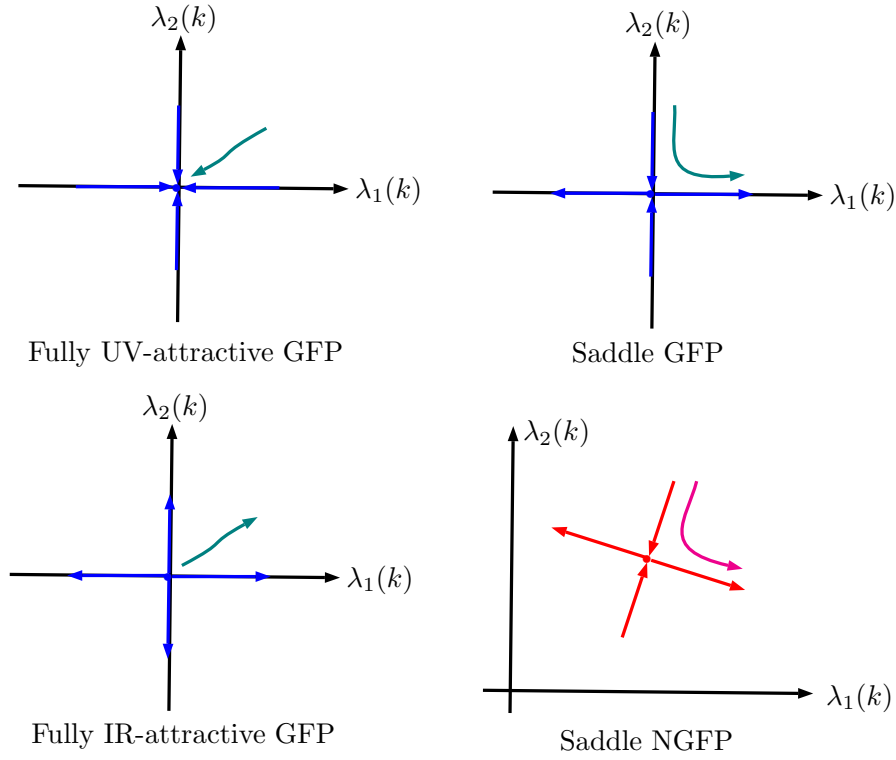 λ₂(k)
λ₁(k)
Fully UV-attractive GFP
λ₂(k)
λ₁(k)
Saddle GFP
λ₂(k)
λ₁(k)
Fully IR-attractive GFP
λ₂(k)
λ₁(k)
Saddle NGFP